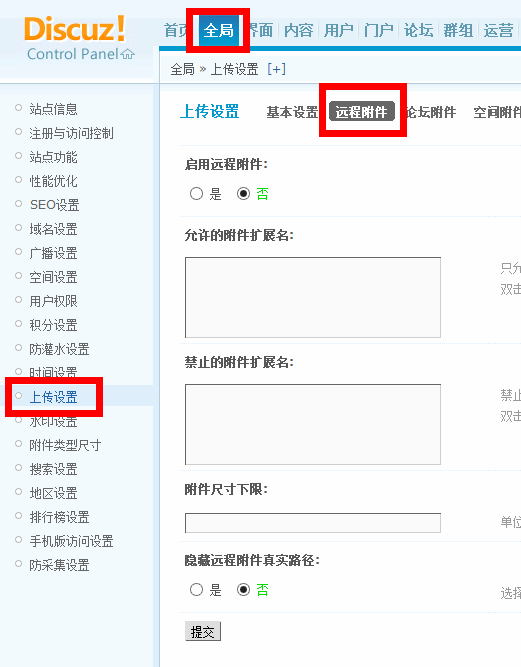 Discuz!
Control Panel
首页 全局 界面 内容 用户 门户 论坛 群组 运营
全局 » 上传设置 [+]
站点信息
注册与访问控制
站点功能
性能优化
SEO设置
域名设置
广播设置
空间设置
用户权限
积分设置
防灌水设置
时间设置
上传设置
水印设置
附件类型尺寸
搜索设置
地区设置
排行榜设置
手机版访问设置
防采集设置
上传设置 基本设置 远程附件 论坛附件 空间附件
启用远程附件:
是 否
允许的附件扩展名:
只允
双击
禁止的附件扩展名:
禁止
双击
附件尺寸下限:
单位
隐藏远程附件真实路径:
是 否
选择
提交